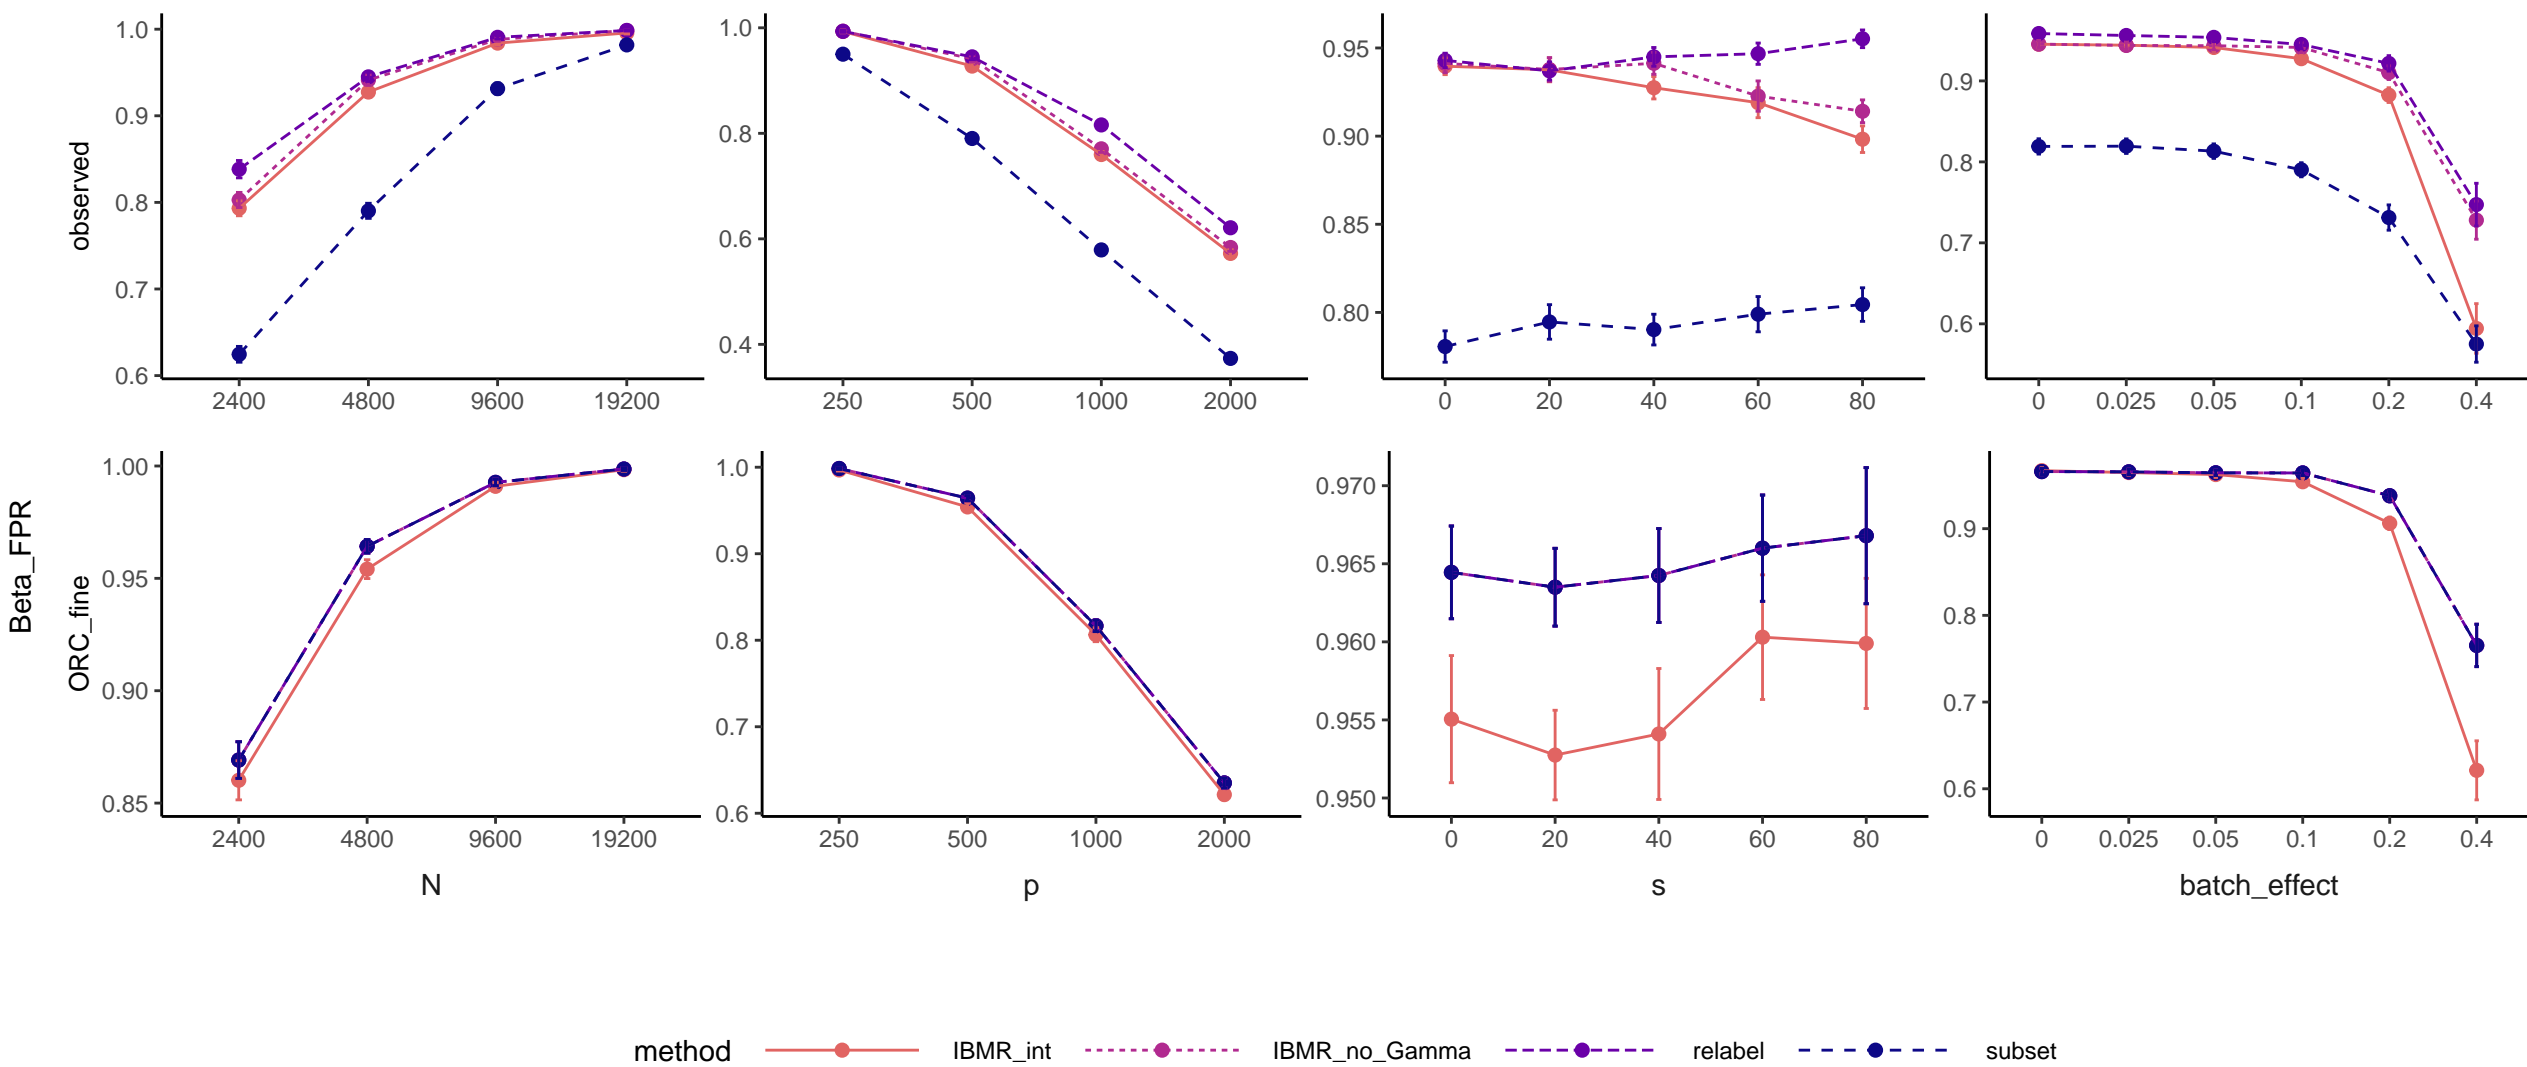 Beta_FPR
observed
1.0
0.9
0.8
0.7
0.6
2400 4800 9600 19200
1.0
0.8
0.6
0.4
250 500 1000 2000
0.95
0.90
0.85
0.80
0 20 40 60 80
0.9
0.8
0.7
0.6
0 0.025 0.05 0.1 0.2 0.4
ORC_fine
1.00
0.95
0.90
0.85
2400 4800 9600 19200
N
1.0
0.9
0.8
0.7
0.6
250 500 1000 2000
p
0.970
0.965
0.960
0.955
0.950
0 20 40 60 80
s
0.9
0.8
0.7
0.6
0 0.025 0.05 0.1 0.2 0.4
batch_effect
method IBMR_int IBMR_no_Gamma relabel subset